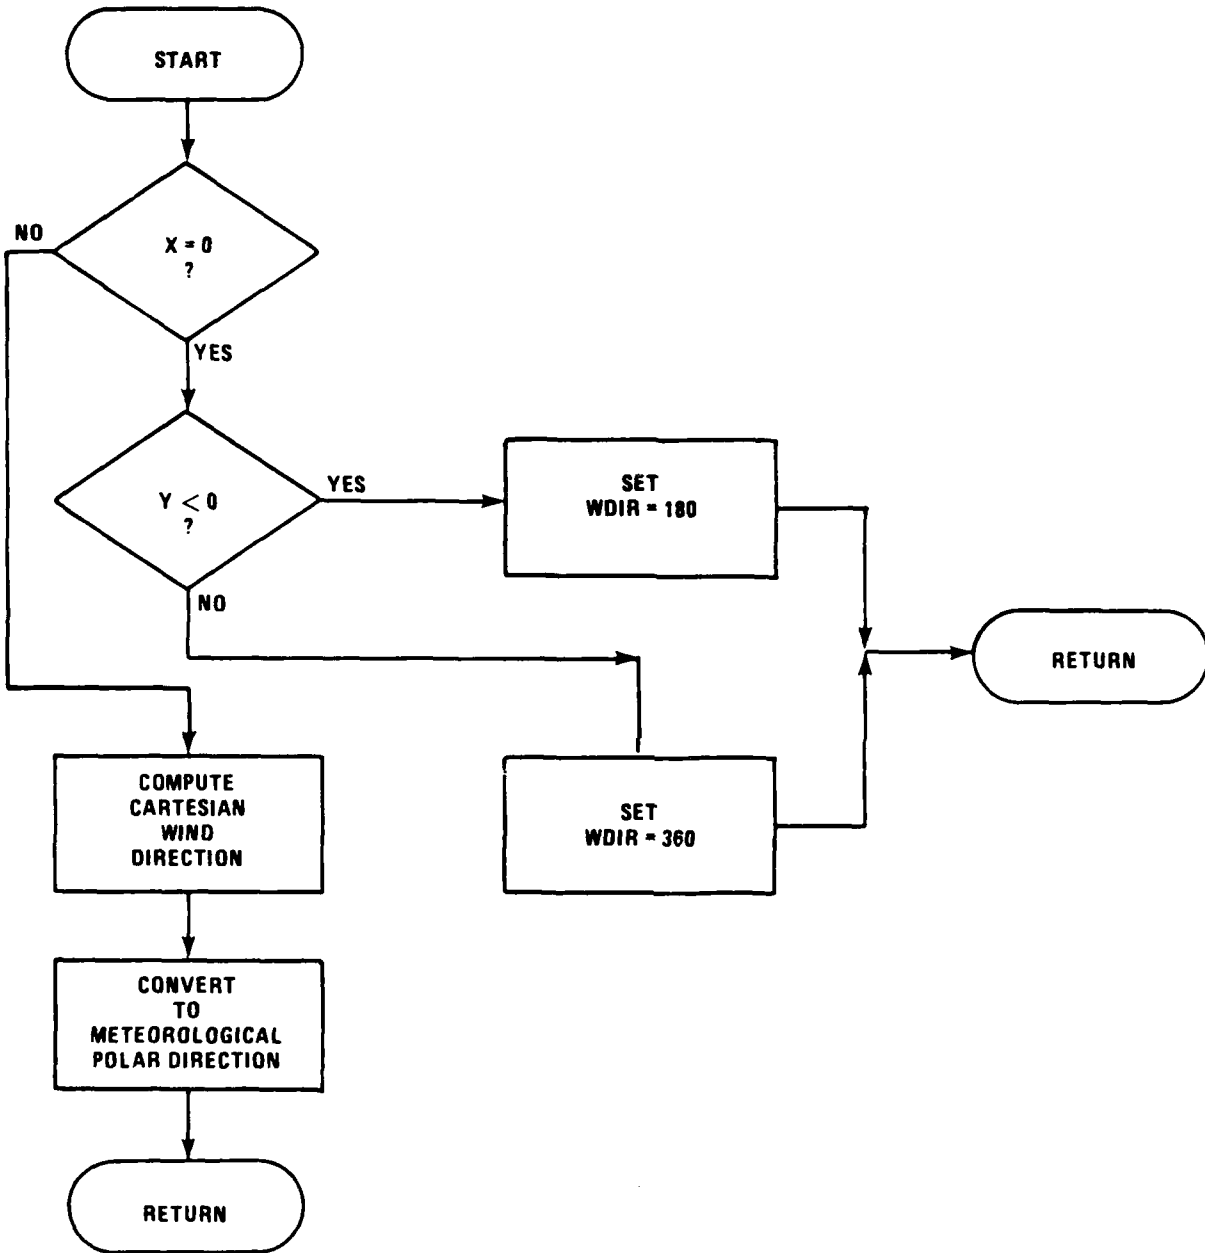 START
NO
X = 0
?
YES
Y < 0
?
YES
SET
WDIR = 180
NO
RETURN
COMPUTE
CARTESIAN
WIND
DIRECTION
SET
WDIR = 360
CONVERT
TO
METEOROLOGICAL
POLAR DIRECTION
RETURN